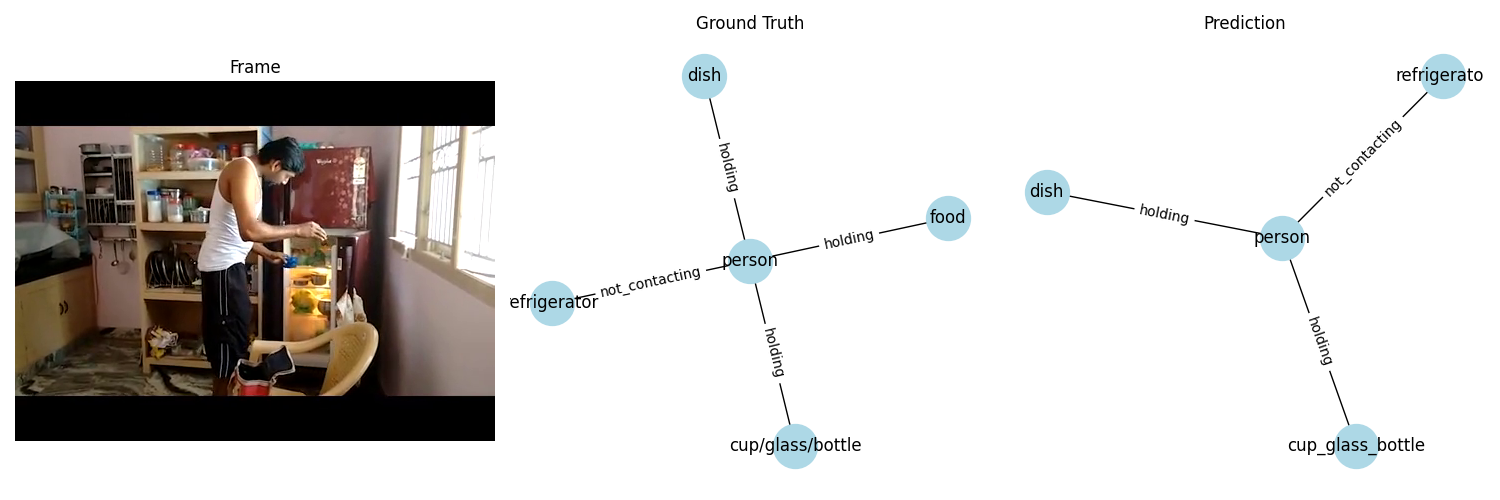 Frame
Ground Truth
dish
holding
food
holding
person
not_contacting
efrigerator
holding
cup/glass/bottle
Prediction
refrigerato
not_contacting
dish
holding
person
holding
cup_glass_bottle